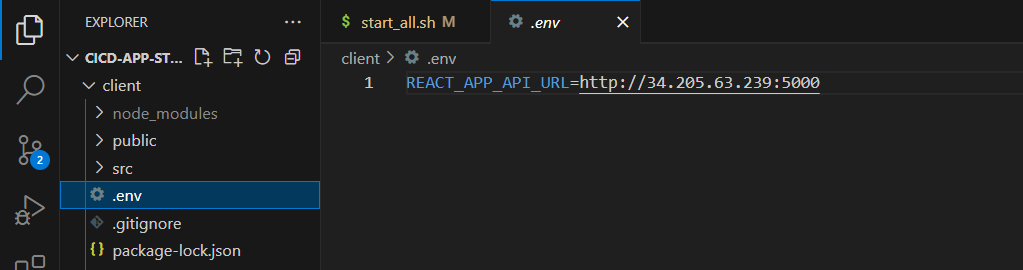 EXPLORER
CICD-APP-ST...
client
node_modules
public
src
.env
.gitignore
{} package-lock.json
2
$ start_all.sh M
.env
client > .env
1 REACT_APP_API_URL=http://34.205.63.239:5000